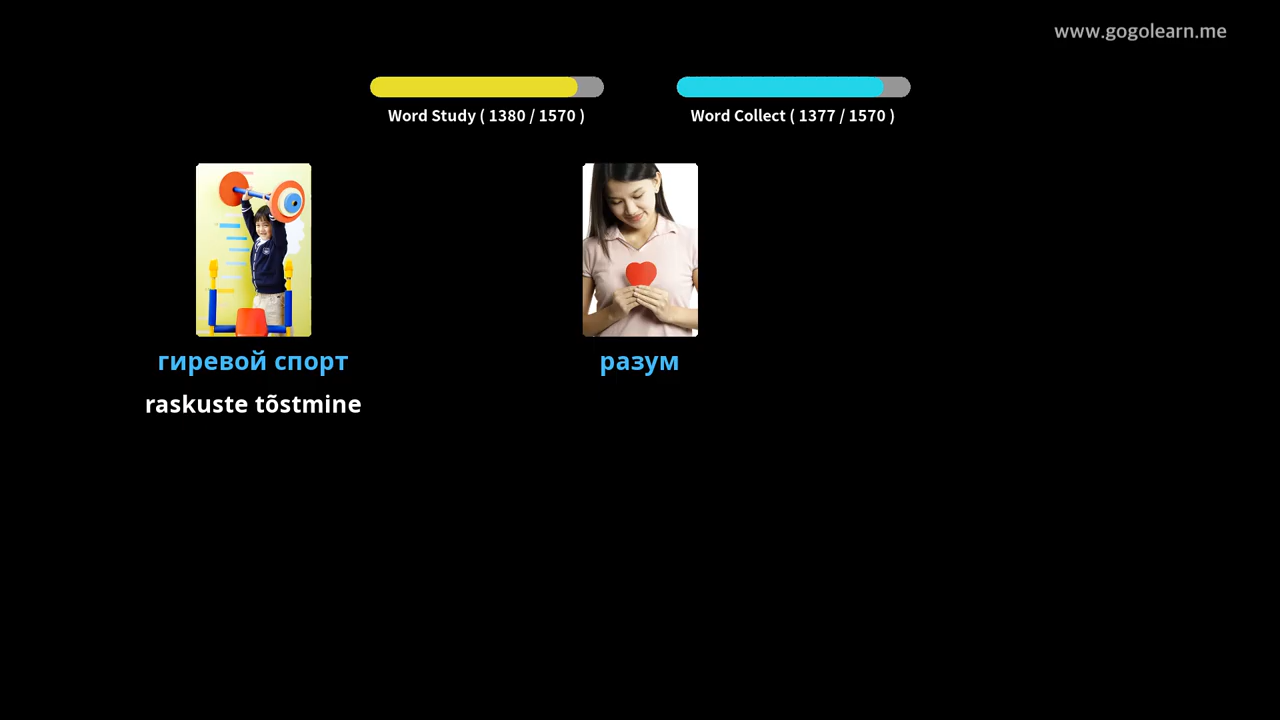 www.gogolearn.me
Word Study ( 1380 / 1570 )
Word Collect ( 1377 / 1570 )
гиревой спорт
разум
raskuste tõstmine